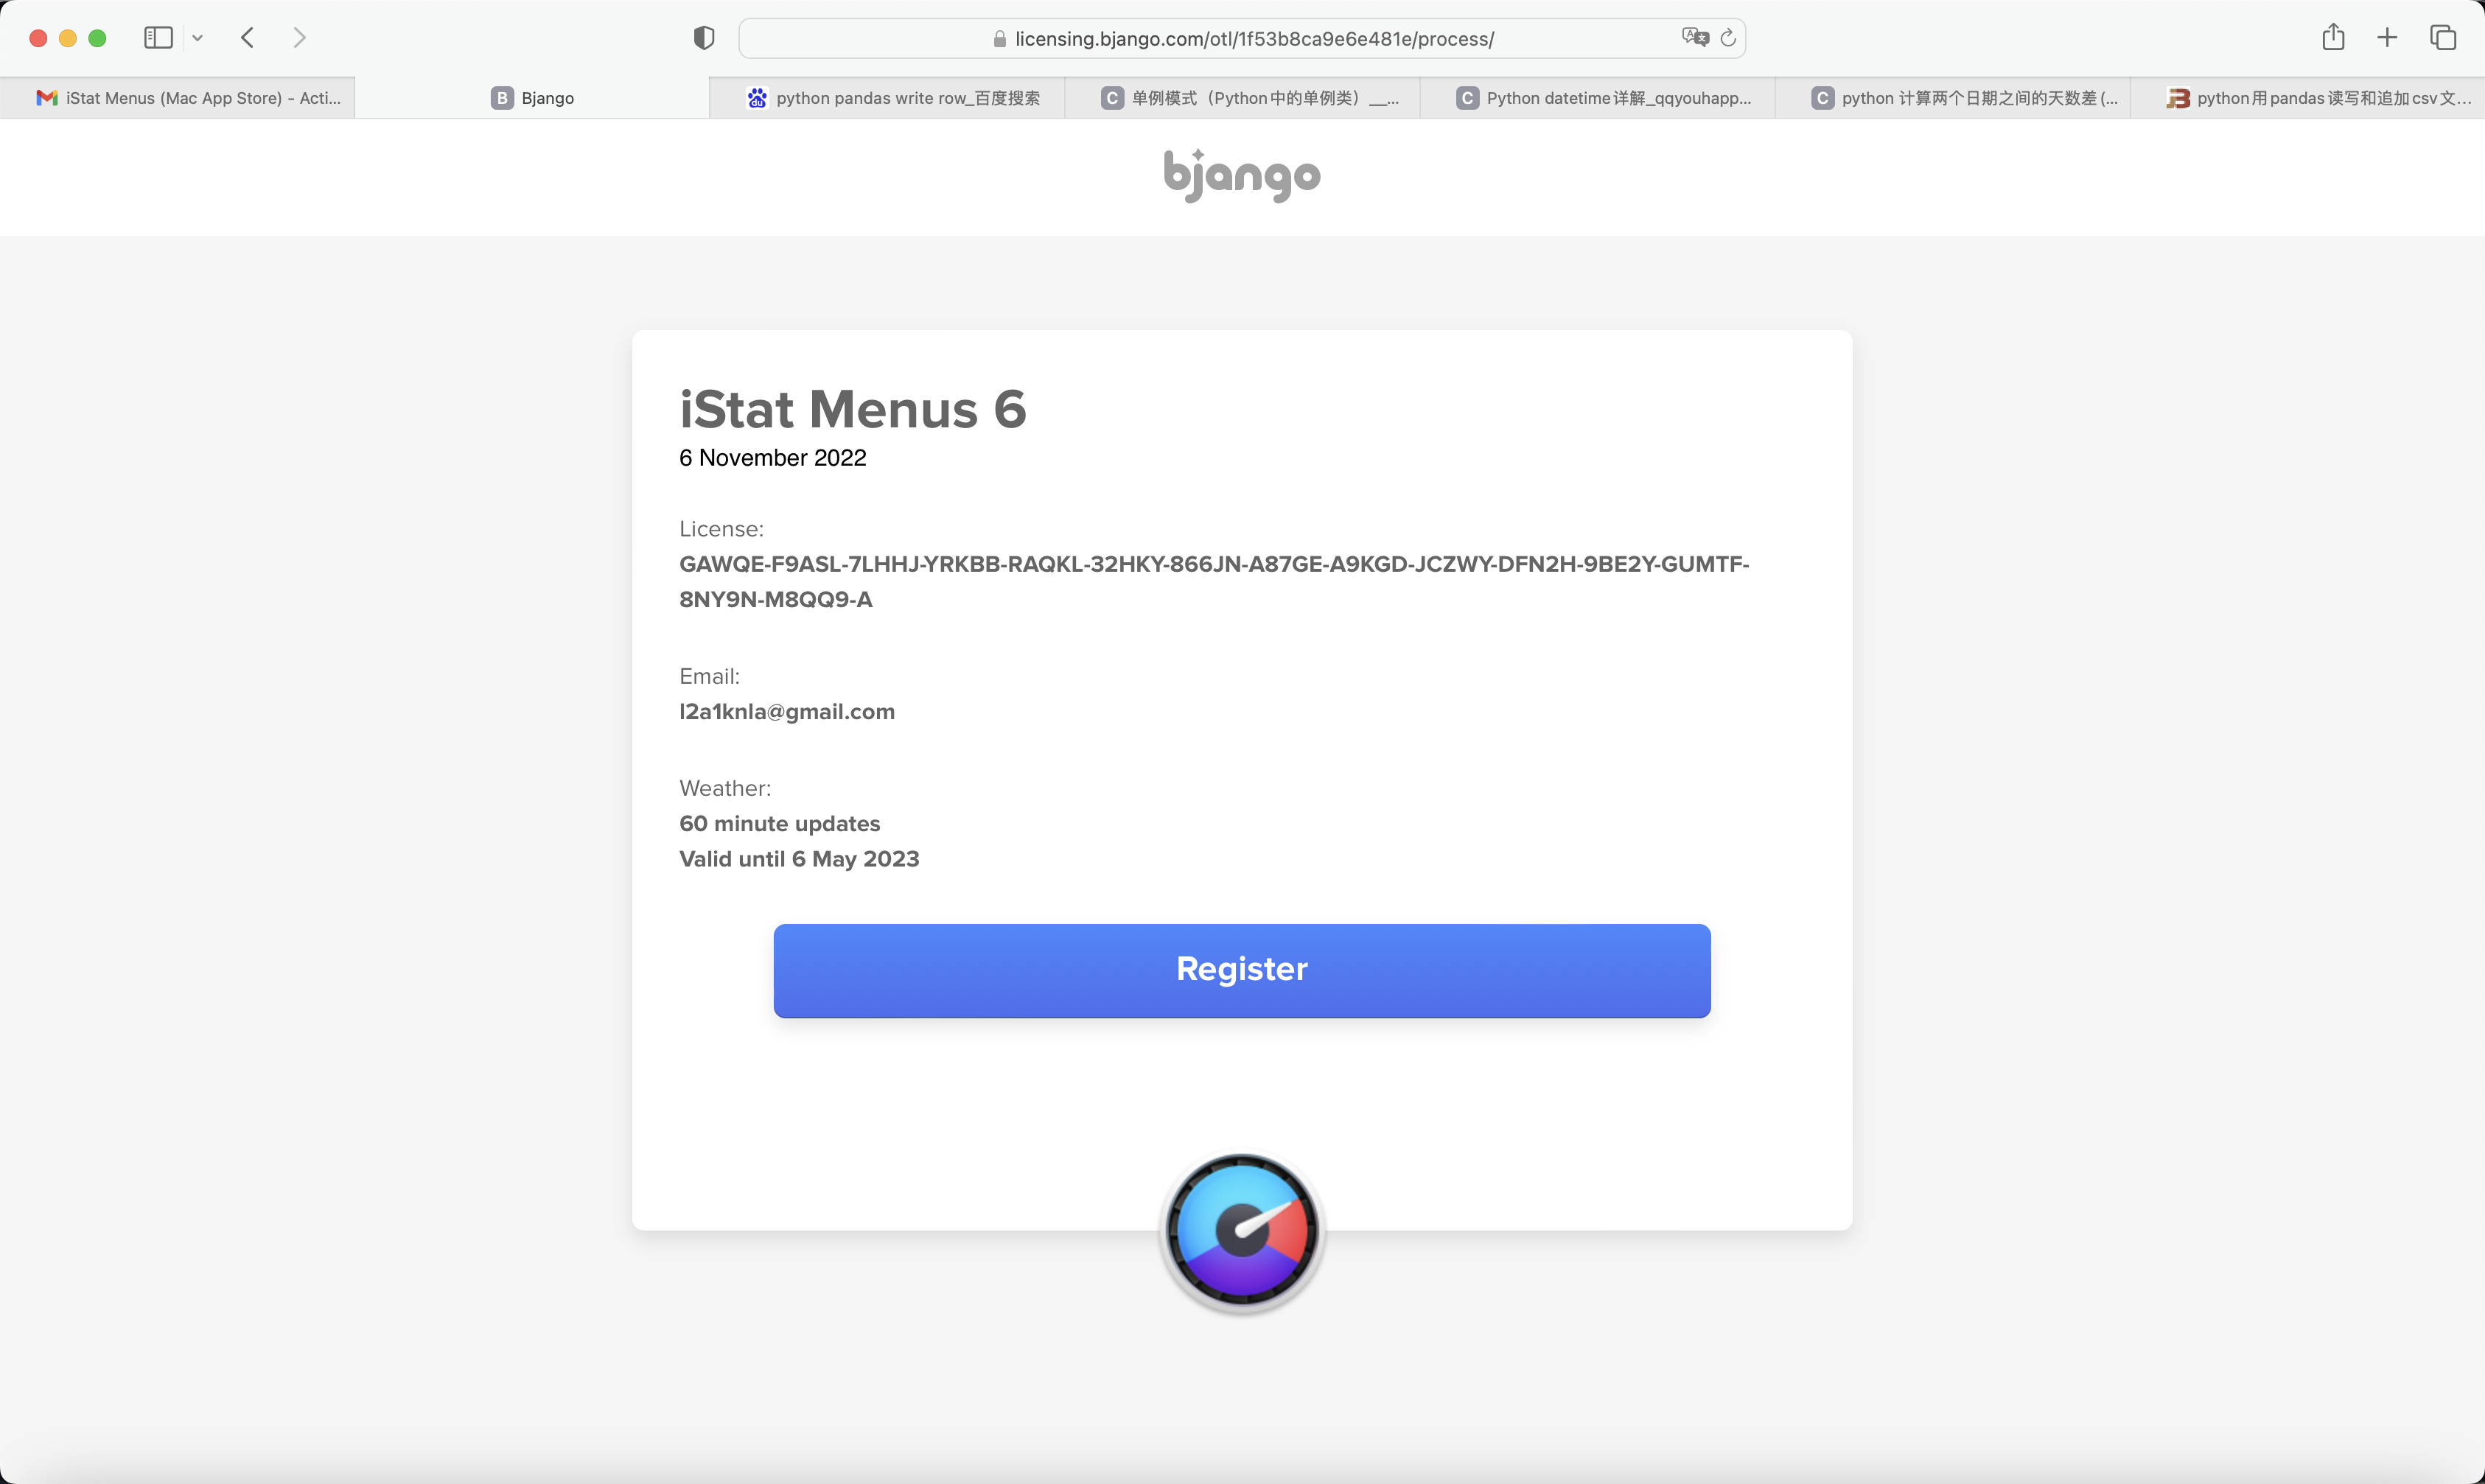 licensing.bjango.com/otl/1f53b8ca9e6e481e/process/
iStat Menus (Mac App Store) - Acti...
B Bjango
python pandas write row_百度搜索
C 单例模式（Python中的单例类）__...
C Python datetime详解_qqyouhapp...
C python 计算两个日期之间的天数差(...
python用pandas读写和追加csv文...
bjango
iStat Menus 6
6 November 2022
License:
GAWQE-F9ASL-7LHHJ-YRKBB-RAQKL-32HKY-866JN-A87GE-A9KGD-JCZWY-DFN2H-9BE2Y-GUMTF-
8NY9N-M8QQ9-A
Email:
l2a1knla@gmail.com
Weather:
60 minute updates
Valid until 6 May 2023
Register